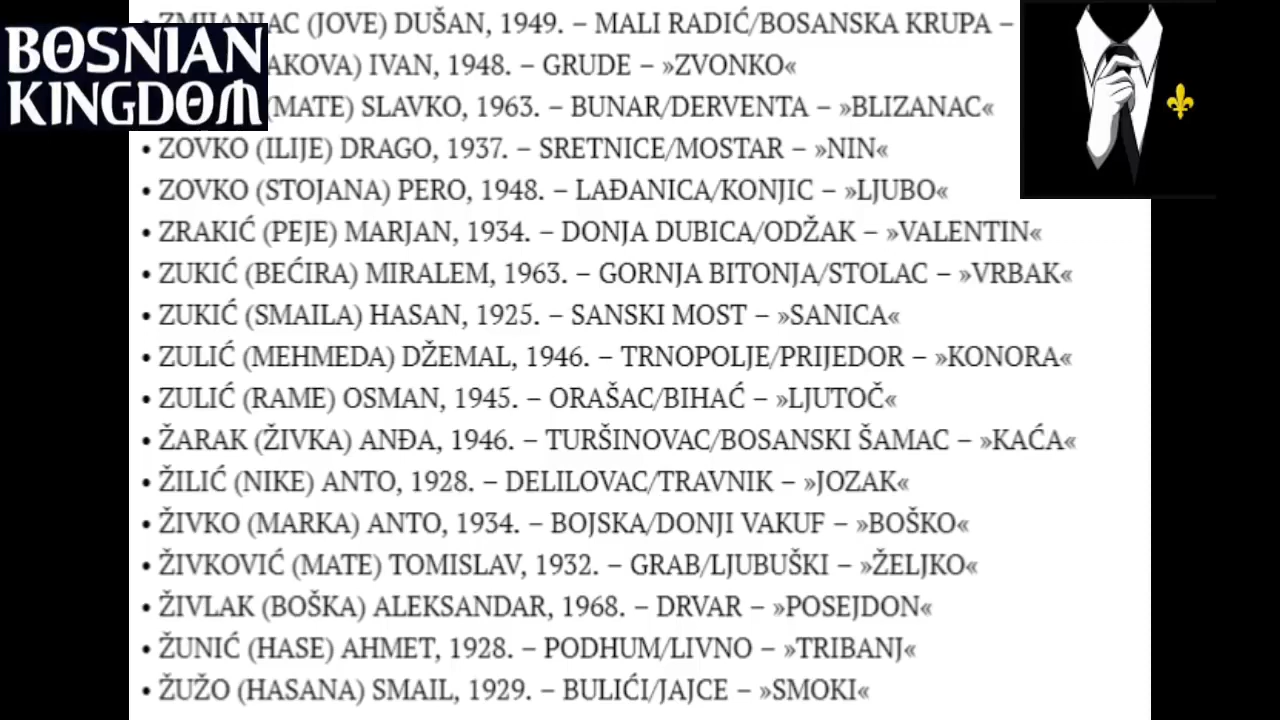 BOSNIAN
KINGDOM
(JOVE) DUŠAN, 1949. – MALI RADIĆ/BOSANSKA KRUPA –
IVAN, 1948. – GRUDE – »ZVONKO«
(MATE) SLAVKO, 1963. – BUNAR/DERVENTA – »BLIZANAC«
• ZOVKO (ILIJE) DRAGO, 1937. – SRETNICE/MOSTAR – »NIN«
• ZOVKO (STOJANA) PERO, 1948. – LAĐANICA/KONJIC – »LJUBO«
• ZRAKIĆ (PEJE) MARJAN, 1934. – DONJA DUBICA/ODŽAK – »VALENTIN«
• ZUKIĆ (BEĆIRA) MIRALEM, 1963. – GORNJA BITONJA/STOLAC – »VRBAK«
• ZUKIĆ (SMAILA) HASAN, 1925. – SANSKI MOST – »SANICA«
• ZULIĆ (MEHMEDA) DŽEMAL, 1946. – TRNOPOLJE/PRIJEDOR – »KONORA«
• ZULIĆ (RAME) OSMAN, 1945. – ORAŠAC/BIHAĆ – »LJUTOČ«
• ŽARAK (ŽIVKA) ANĐA, 1946. – TURŠINOVAC/BOSANSKI ŠAMAC – »KAĆA«
• ŽILIĆ (NIKE) ANTO, 1928. – DELILOVAC/TRAVNIK – »JOZAK«
• ŽIVKO (MARKA) ANTO, 1934. – BOJSKA/DONJI VAKUF – »BOŠKO«
• ŽIVKOVIĆ (MATE) TOMISLAV, 1932. – GRAB/LJUBUŠKI – »ŽELJKO«
• ŽIVLAK (BOŠKA) ALEKSANDAR, 1968. – DRVAR – »POSEJDON«
• ŽUNIĆ (HASE) AHMET, 1928. – PODHUM/LIVNO – »TRIBANJ«
• ŽUŽO (HASANA) SMAIL, 1929. – BULIĆI/JAJCE – »SMOKI«